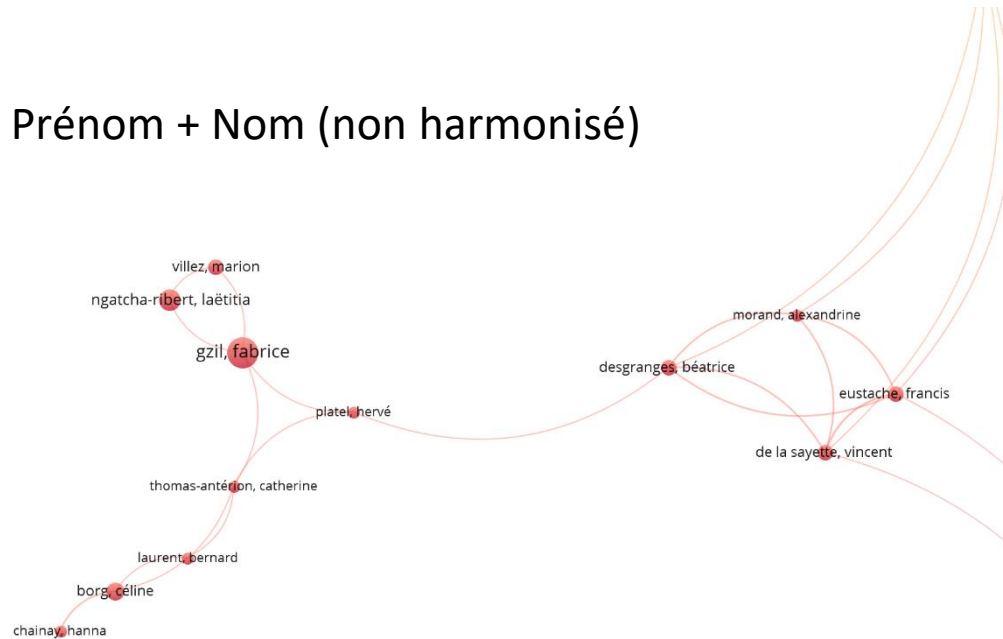 Prénom + Nom (non harmonisé)
villez, marion
ngatcha-ribert, laëtitia
gzil, fabrice
platel, hervé
thomas-antérion, catherine
laurent, bernard
borg, céline
chainay, hanna
morand, alexandrine
desgranges, béatrice
eustache, francis
de la sayette, vincent